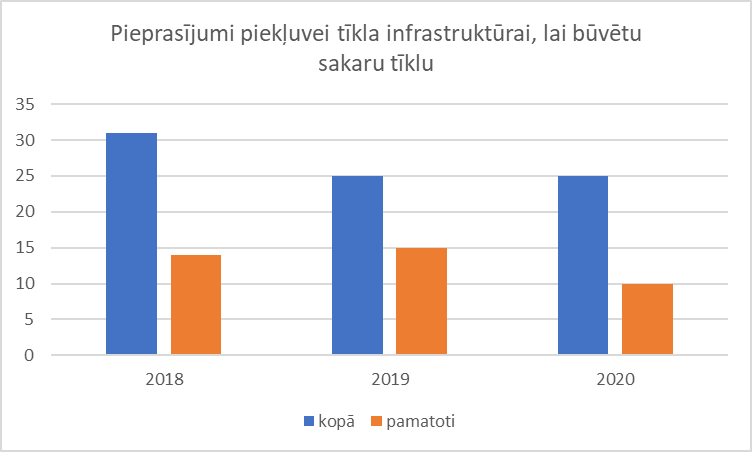 Pieprasījumi piekļuvei tīkla infrastruktūrai, lai būvētu
sakaru tīklu
35
30
25
20
15
10
5
0
2018 2019 2020
kopā pamatoti